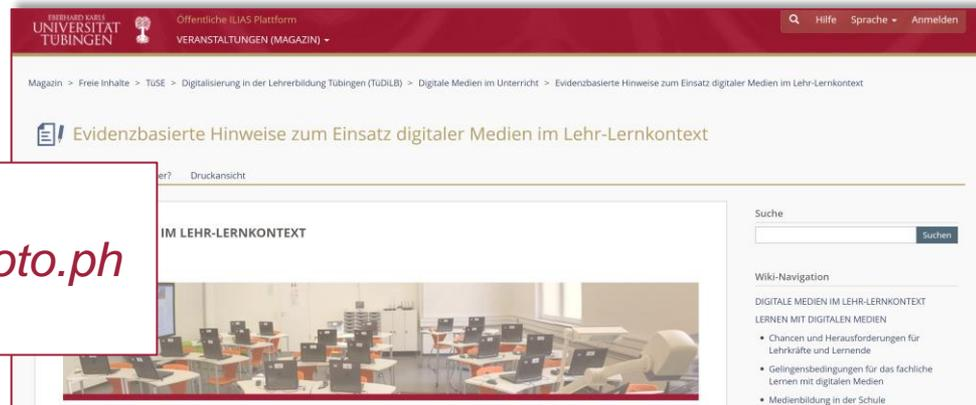 EBERHARD KARLS
UNIVERSITÄT
TÜBINGEN
Öffentliche ILIAS Plattform
VERANSTALTUNGEN (MAGAZIN)
Hilfe Sprache Anmelden
Magazin > Freie Inhalte > TüSE > Digitalisierung in der Lehrerbildung Tübingen (TüDiLB) > Digitale Medien im Unterricht > Evidenzbasierte Hinweise zum Einsatz digitaler Medien im Lehr-Lernkontext
Evidenzbasierte Hinweise zum Einsatz digitaler Medien im Lehr-Lernkontext
er? Druckansicht
IM LEHR-LERNKONTEXT
oto.ph
Suche
Suchen
Wiki-Navigation
DIGITALE MEDIEN IM LEHR-LERNKONTEXT
LERNEN MIT DIGITALEN MEDIEN
• Chancen und Herausforderungen für
Lehrkräfte und Lernende
• Gelingensbedingungen für das fachliche
Lernen mit digitalen Medien
• Medienbildung in der Schule